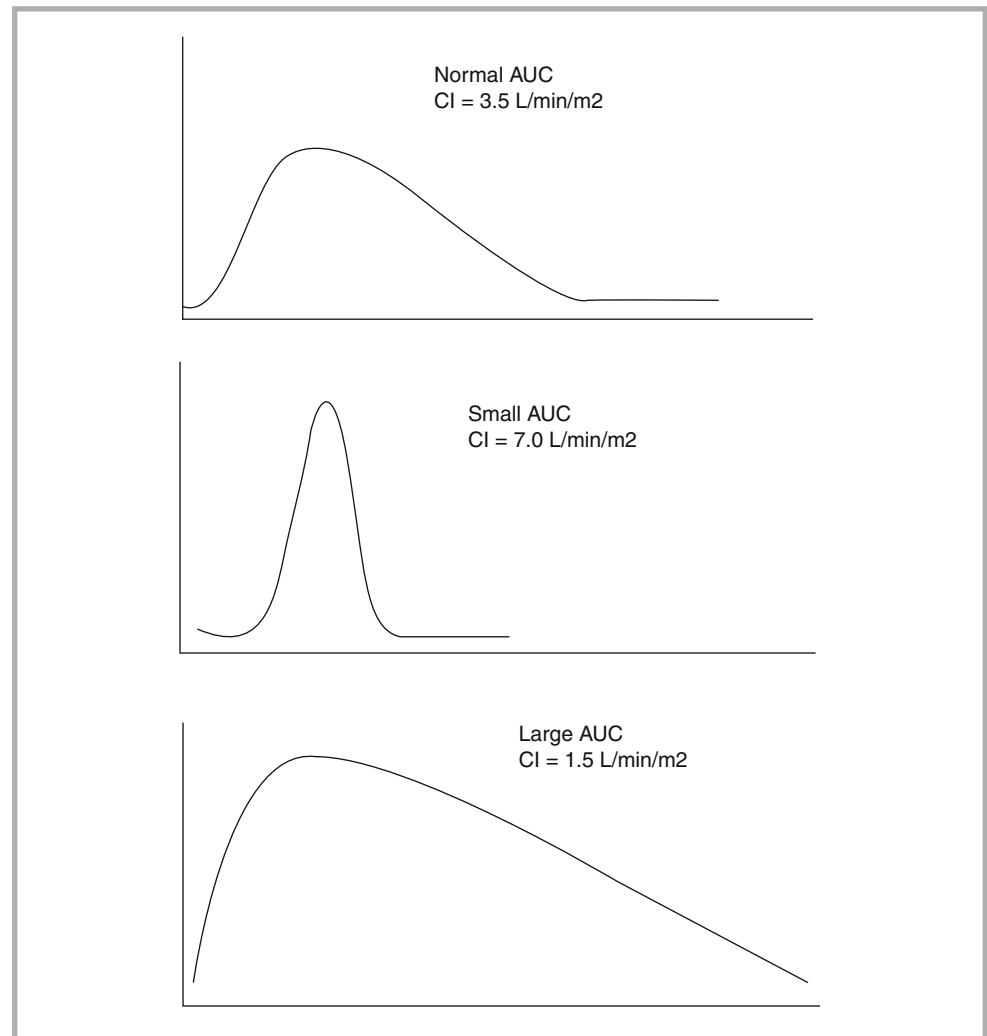 Normal AUC
CI = 3.5 L/min/m2
Small AUC
CI = 7.0 L/min/m2
Large AUC
CI = 1.5 L/min/m2